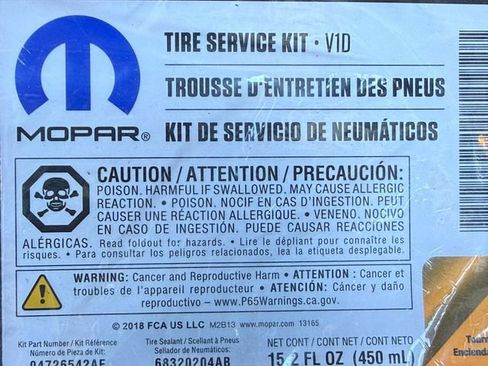 TIRE SERVICE KIT • V1D
TROUSSE D'ENTRETIEN DES PNEUS
MOPAR® KIT DE SERVICIO DE NEUMÁTICOS
CAUTION / ATTENTION / PRECAUCIÓN:
POISON. HARMFUL IF SWALLOWED. MAY CAUSE ALLERGIC
REACTION. • POISON. NOCIF EN CAS D'INGESTION. PEUT
CAUSER UNE RÉACTION ALLERGIQUE. • VENENO. NOCIVO
EN CASO DE INGESTIÓN. PUEDE CAUSAR REACCIONES
ALÉRGICAS. Read foldout for hazards. • Lire le dépliant pour connaître les
risques. • Para consultar los peligros relacionados, lea la etiqueta desplegable.
WARNING: Cancer and Reproductive Harm • ATTENTION : Cancer et
troubles de l'appareil reproducteur • ATENCIÓN: Cáncer y daño
reproductivo – www.P65Warnings.ca.gov.
© 2018 FCA US LLC M2B13 www.mopar.com 13165
Kit Part Number / Kit Référence
Número de Pieza de Kit:
04726542AE
Tire Sealant / Scellant à Pneus
Sellador de Neumáticos:
68320204AB
NET CONT / CONT NET / CONT NETO
15.2 FL OZ (450 mL)